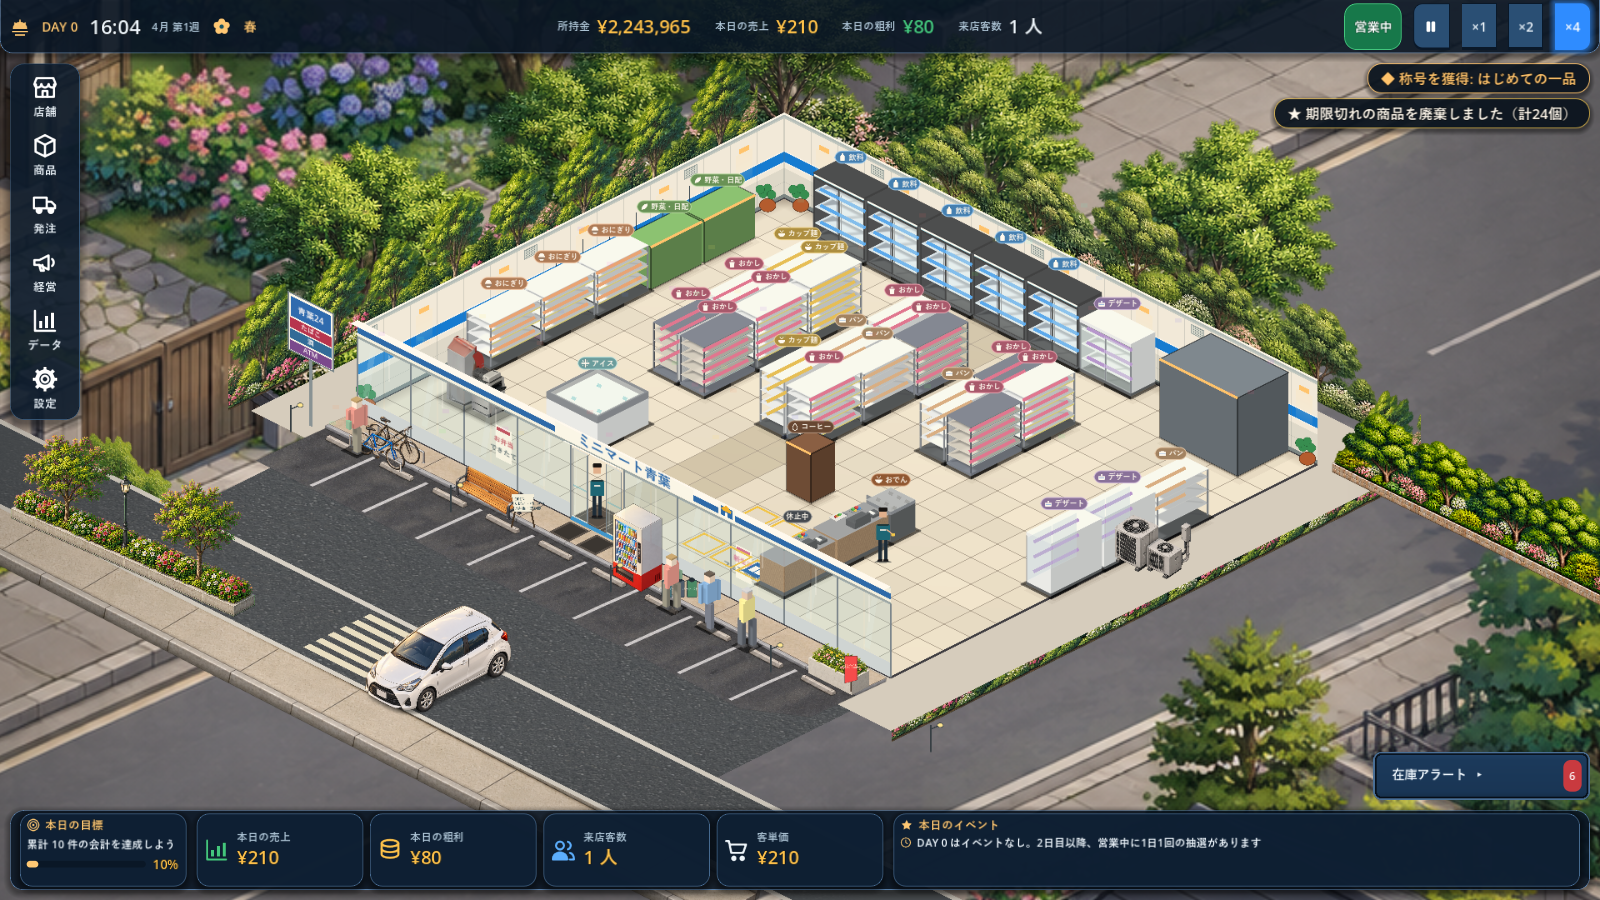 DAY 0 16:04 4月 第1週 春
所持金 ¥2,243,965 本日の売上 ¥210 本日の粗利 ¥80 来店客数 1 人
営業中 ×1 ×2 ×4
◆ 称号を獲得: はじめての一品
★ 期限切れの商品を廃棄しました（計24個）
店舗
商品
発注
経営
データ
設定
飲料
飲料
飲料
飲料
飲料
野菜・日配
野菜・日配
おにぎり
おにぎり
おにぎり
カップ麺
カップ麺
おかし
おかし
おかし
おかし
おかし
おかし
デザート
パン
パン
カップ麺
おかし
おかし
おかし
パン
おかし
アイス
コーヒー
おでん
休止中
パン
デザート
デザート
青葉24
たばこ
酒
ATM
ミニマート青葉
在庫アラート ▸ 6
本日の目標
累計 10 件の会計を達成しよう
10%
本日の売上
¥210
本日の粗利
¥80
来店客数
1 人
客単価
¥210
★ 本日のイベント
DAY 0 はイベントなし。2日目以降、営業中に1日1回の抽選があります